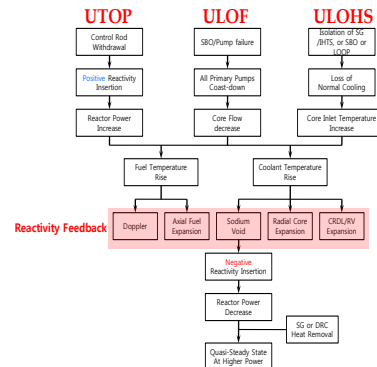 UTOP ULOF ULOHS
Control Rod
Withdrawal
SBO/Pump failure
Isolation of SG
/IHTS, or SBO or
LOOP
Positive Reactivity
Insertion
All Primary Pumps
Coast-down
Loss of
Normal Cooling
Reactor Power
Increase
Core Flow
decrease
Core Inlet Temperature
Increase
Fuel Temperature
Rise
Coolant Temperature
Rise
Reactivity Feedback
Doppler
Axial Fuel
Expansion
Sodium
Void
Radial Core
Expansion
CRDL/RV
Expansion
Negative
Reactivity Insertion
Reactor Power
Decrease
SG or DRC
Heat Removal
Quasi-Steady State
At Higher Power